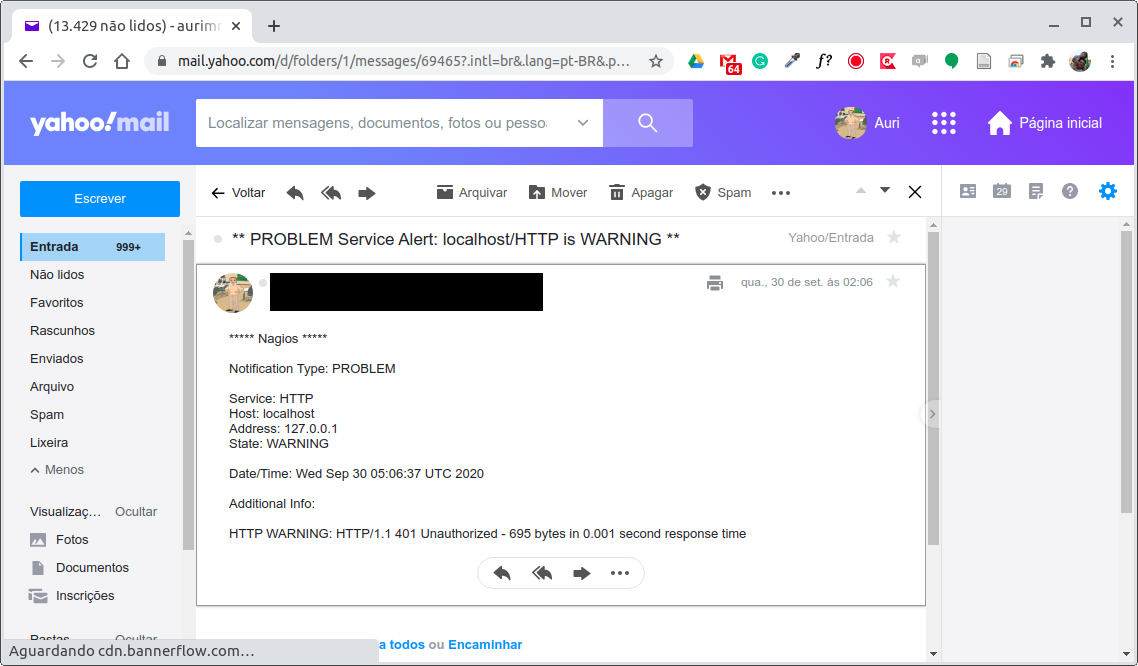 (13.429 não lidos) - aurimr
mail.yahoo.com/d/folders/1/messages/69465?.intl=br&.lang=pt-BR&.p...
64
f?
yahoo!mail
Localizar mensagens, documentos, fotos ou pesso
Auri
Página inicial
Escrever
Voltar
Arquivar
Mover
Apagar
Spam
29
Entrada 999+
Não lidos
Favoritos
Rascunhos
Enviados
Arquivo
Spam
Lixeira
Menos
Visualizaç... Ocultar
Fotos
Documentos
Inscrições
Pastas Ocultar
** PROBLEM Service Alert: localhost/HTTP is WARNING **
Yahoo/Entrada
qua., 30 de set. às 02:06
***** Nagios *****
Notification Type: PROBLEM
Service: HTTP
Host: localhost
Address: 127.0.0.1
State: WARNING
Date/Time: Wed Sep 30 05:06:37 UTC 2020
Additional Info:
HTTP WARNING: HTTP/1.1 401 Unauthorized - 695 bytes in 0.001 second response time
a todos ou Encaminhar
Aguardando cdn.bannerflow.com...